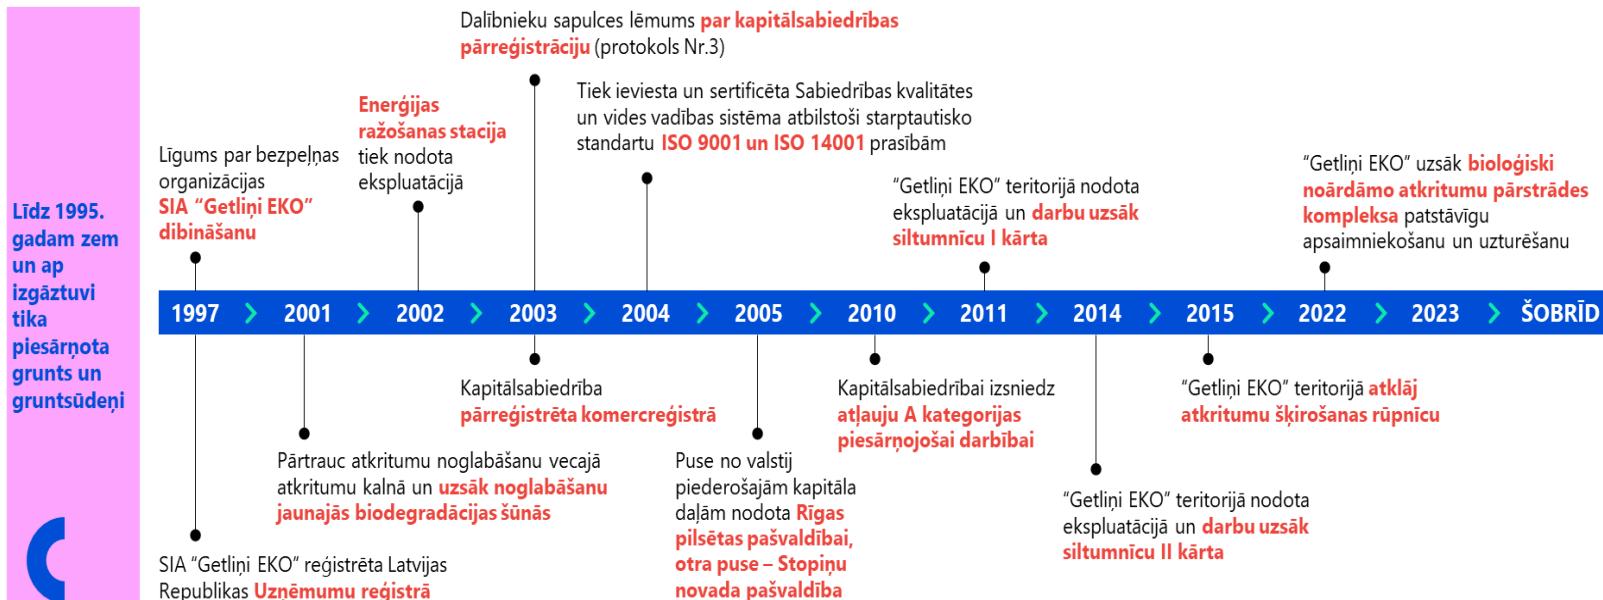 Līdz 1995.
gadam zem
un ap
izgāztuvi
tika
piesārņota
grunts un
gruntsūdeņi
Līgums par bezpeļņas
organizācijas
SIA “Getliņi EKO”
dibināšanu
Enerģijas
ražošanas stacija
tiek nodota
ekspluatācijā
Dalībnieku sapulces lēmums par kapitālsabiedrības
pārreģistrāciju (protokols Nr.3)
Tiek ieviesta un sertificēta Sabiedrības kvalitātes
un vides vadības sistēma atbilstoši starptautisko
standartu ISO 9001 un ISO 14001 prasībām
“Getliņi EKO” teritorijā nodota
ekspluatācijā un darbu uzsāk
siltumnīcu I kārta
“Getliņi EKO” uzsāk bioloģiski
noārdāmo atkritumu pārstrādes
kompleksa patstāvīgu
apsaimniekošanu un uzturēšanu
1997 > 2001 > 2002 > 2003 > 2004 > 2005 > 2010 > 2011 > 2014 > 2015 > 2022 > 2023 > ŠOBRĪD
SIA “Getliņi EKO” reģistrēta Latvijas
Republikas Uzņēmumu reģistrā
Pārtrauc atkritumu noglabāšanu vecajā
atkritumu kalnā un uzsāk noglabāšanu
jaunajās biodegradācijas šūnās
Kapitālsabiedrība
pārreģistrēta komercreģistrā
Puse no valstij
piederošajām kapitāla
daļām nodota Rīgas
pilsētas pašvaldībai,
otra puse – Stopiņu
novada pašvaldība
Kapitālsabiedrībai izsniedz
atļauju A kategorijas
piesārņojošai darbībai
“Getliņi EKO” teritorijā nodota
ekspluatācijā un darbu uzsāk
siltumnīcu II kārta
“Getliņi EKO” teritorijā atklāj
atkritumu šķirošanas rūpnīcu